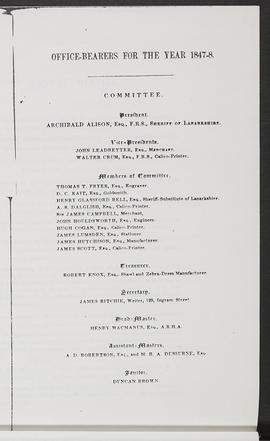 OFFICE-BEARERS FOR THE YEAR 1847-8.
COMMITTEE.
President.
ARCHIBALD ALISON, Esq., F.R.S., Sheriff of Lanarkshire.
Vice-Presidents.
JOHN LEADBETTER, Esq., Merchant.
WALTER CRUM, Esq., F.R.S., Calico-Printer.
Members of Committee.
THOMAS T. FRYER, Esq., Engraver.
D. C. RAIT, Esq., Goldsmith.
HENRY GLASSFORD BELL, Esq., Sheriff-Substitute of Lanarkshire.
A. S. DALGLISH, Esq., Calico-Printer.
Sir JAMES CAMPBELL, Merchant.
JOHN HOULDSWORTH, Esq., Engineer.
HUGH COGAN, Esq., Calico-Printer.
JAMES LUMSDEN, Esq., Stationer.
JAMES HUTCHISON, Esq., Manufacturer.
JAMES SCOTT, Esq., Calico-Printer.
Treasurer.
ROBERT KNOX, Esq., Shawl and Zebra-Dress Manufacturer.
Secretary.
JAMES RITCHIE, Writer, 129, Ingram Street
Head-Master.
HENRY MACMANUS, Esq., A.R.H.A.
Assistant-Masters.
A. D. ROBERTSON, Esq., and M. B. A. DESIURNE, Esq
Janitor.
DUNCAN BROWN.